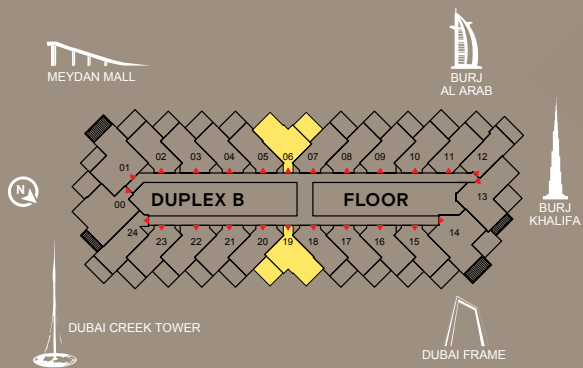 MEYDAN MALL
BURJ
AL ARAB
01 02 03 04 05 06 07 08 09 10 11 12
N
00 DUPLEX B FLOOR 13
BURJ
KHALIFA
24 23 22 21 20 19 18 17 16 15 14
DUBAI CREEK TOWER
DUBAI FRAME